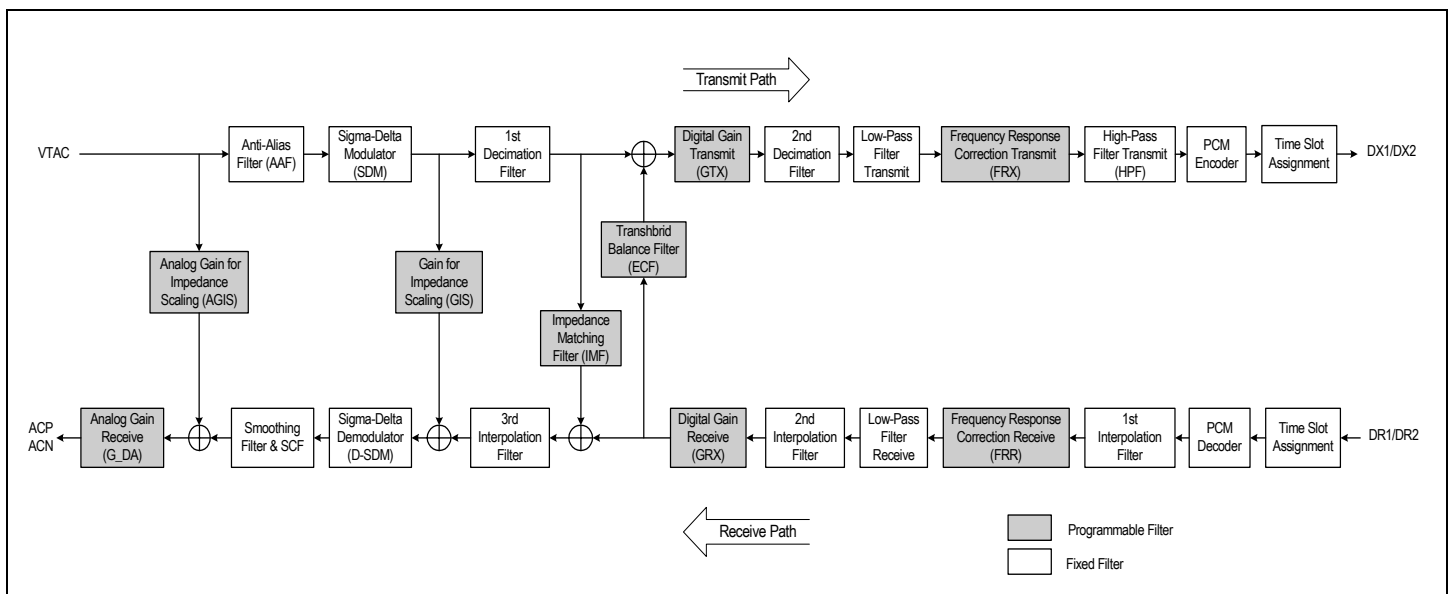 Transmit Path
VTAC
Anti-Alias
Filter (AAF)
Sigma-Delta
Modulator
(SDM)
1st
Decimation
Filter
Digital Gain
Transmit
(GTX)
2nd
Decimation
Filter
Low-Pass
Filter
Transmit
Frequency Response
Correction Transmit
(FRX)
High-Pass
Filter Transmit
(HPF)
PCM
Encoder
Time Slot
Assignment
DX1/DX2
Analog Gain for
Impedance
Scaling (AGIS)
Gain for
Impedance
Scaling (GIS)
Transhbrid
Balance Filter
(ECF)
Impedance
Matching
Filter (IMF)
ACP
ACN
Analog Gain
Receive
(G_DA)
Smoothing
Filter & SCF
Sigma-Delta
Demodulator
(D-SDM)
3rd
Interpolation
Filter
Digital Gain
Receive
(GRX)
2nd
Interpolation
Filter
Low-Pass
Filter
Receive
Frequency Response
Correction Receive
(FRR)
1st
Interpolation
Filter
PCM
Decoder
Time Slot
Assignment
DR1/DR2
Receive Path
Programmable Filter
Fixed Filter